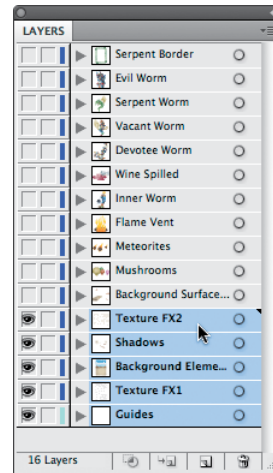 LAYERS
Serpent Border
Evil Worm
Serpent Worm
Vacant Worm
Devotee Worm
Wine Spilled
Inner Worm
Flame Vent
Meteorites
Mushrooms
Background Surface...
Texture FX2
Shadows
Background Eleme...
Texture FX1
Guides
16 Layers